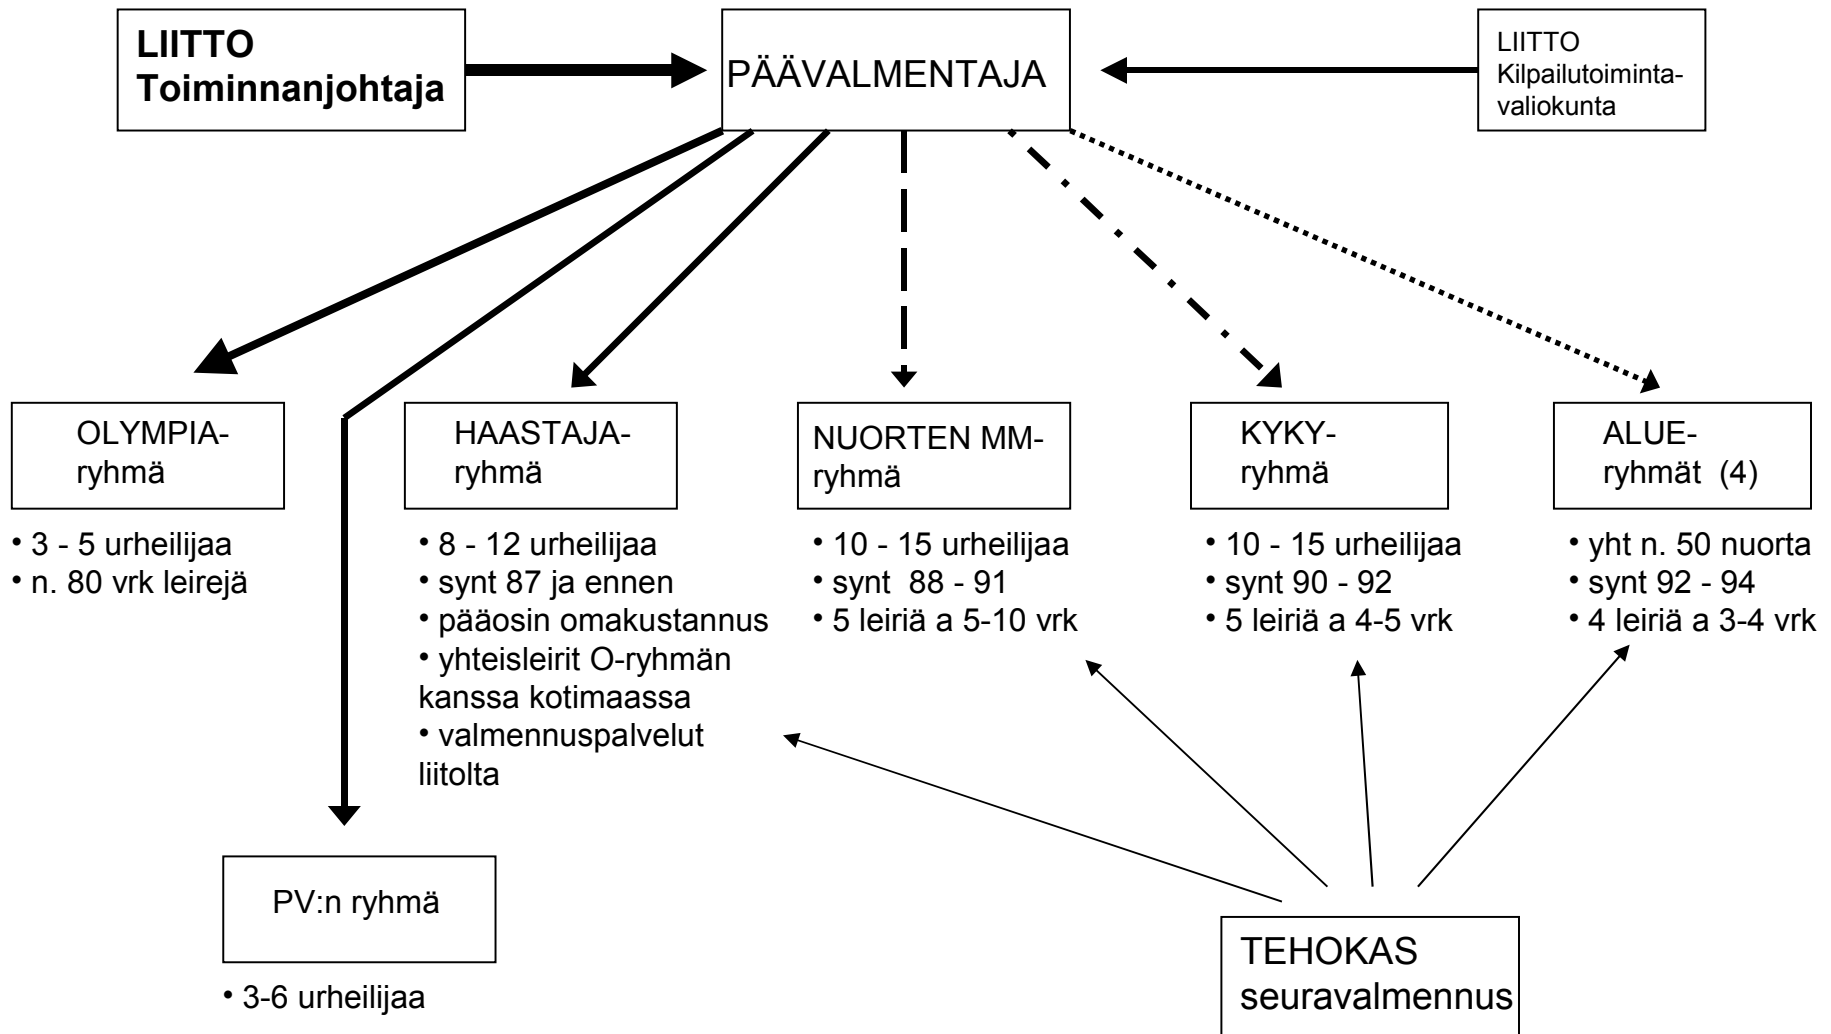 LIITTO
Toiminnanjohtaja
PÄÄVALMENTAJA
LIITTO
Kilpailutoiminta-
valiokunta
OLYMPIA-
ryhmä
• 3 - 5 urheilijaa
• n. 80 vrk leirejä
HAASTAJA-
ryhmä
• 8 - 12 urheilijaa
• synt 87 ja ennen
• pääosin omakustannus
• yhteisleirit O-ryhmän
kanssa kotimaassa
• valmennuspalvelut
liitolta
NUORTEN MM-
ryhmä
• 10 - 15 urheilijaa
• synt 88 - 91
• 5 leiriä a 5-10 vrk
KYKY-
ryhmä
• 10 - 15 urheilijaa
• synt 90 - 92
• 5 leiriä a 4-5 vrk
ALUE-
ryhmät (4)
• yht n. 50 nuorta
• synt 92 - 94
• 4 leiriä a 3-4 vrk
PV:n ryhmä
• 3-6 urheilijaa
TEHOKAS
seuravalmennus